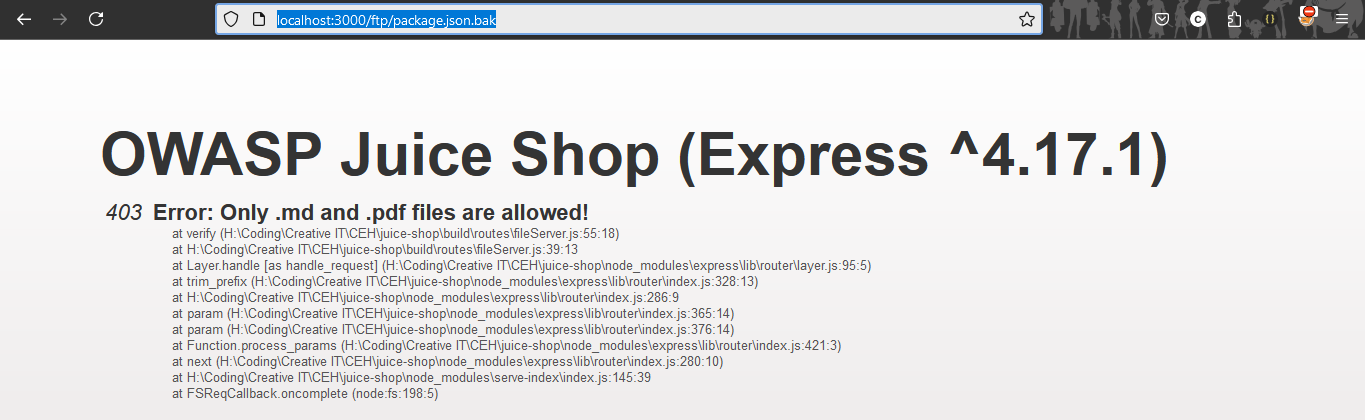 localhost:3000/ftp/package.json.bak
OWASP Juice Shop (Express ^4.17.1)
403 Error: Only .md and .pdf files are allowed!
at verify (H:\Coding\Creative IT\CEH\juice-shop\build\routes\fileServer.js:55:18)
at H:\Coding\Creative IT\CEH\juice-shop\build\routes\fileServer.js:39:13
at Layer.handle [as handle_request] (H:\Coding\Creative IT\CEH\juice-shop\node_modules\express\lib\router\layer.js:95:5)
at trim_prefix (H:\Coding\Creative IT\CEH\juice-shop\node_modules\express\lib\router\index.js:328:13)
at H:\Coding\Creative IT\CEH\juice-shop\node_modules\express\lib\router\index.js:286:9
at param (H:\Coding\Creative IT\CEH\juice-shop\node_modules\express\lib\router\index.js:365:14)
at param (H:\Coding\Creative IT\CEH\juice-shop\node_modules\express\lib\router\index.js:376:14)
at Function.process_params (H:\Coding\Creative IT\CEH\juice-shop\node_modules\express\lib\router\index.js:421:3)
at next (H:\Coding\Creative IT\CEH\juice-shop\node_modules\express\lib\router\index.js:280:10)
at H:\Coding\Creative IT\CEH\juice-shop\node_modules\serve-index\index.js:145:39
at FSReqCallback.oncomplete (node:fs:198:5)